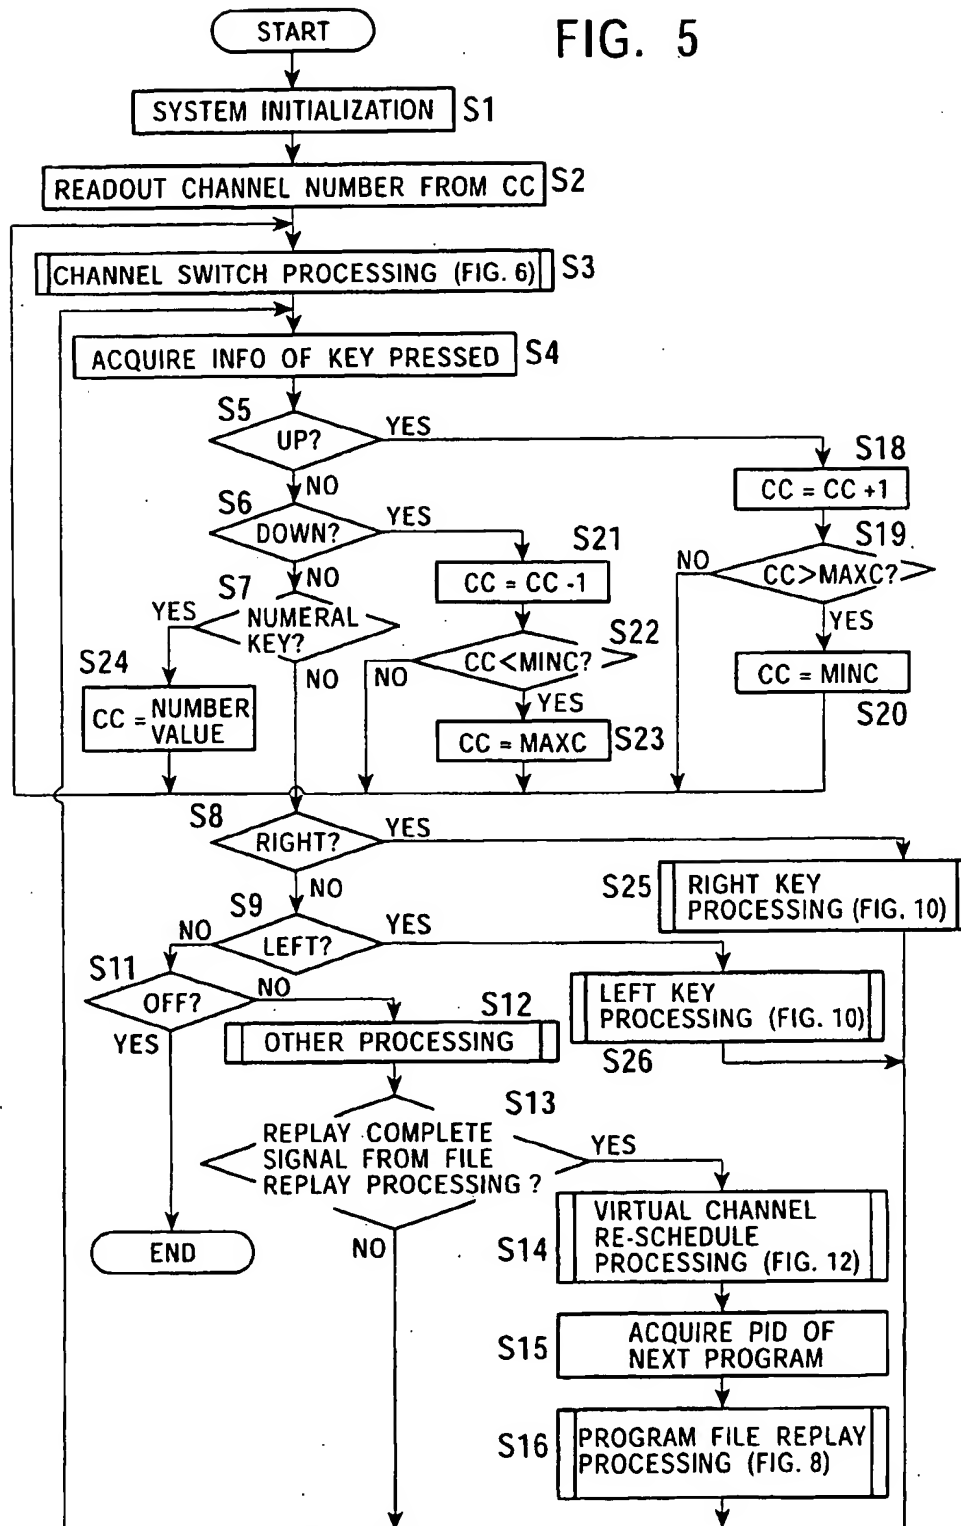 FIG. 5
START
SYSTEM INITIALIZATION S1
READOUT CHANNEL NUMBER FROM CC S2
CHANNEL SWITCH PROCESSING (FIG. 6) S3
ACQUIRE INFO OF KEY PRESSED S4
S5
UP?
YES
NO
S18
CC = CC +1
S6
DOWN?
YES
NO
S21
CC = CC -1
S19
CC>MAXC?
NO
YES
S7
NUMERAL
KEY?
YES
NO
S22
CC<MINC?
NO
YES
CC = MINC
S20
S24
CC = NUMBER
VALUE
CC = MAXC S23
S8
RIGHT?
YES
NO
S25
RIGHT KEY
PROCESSING (FIG. 10)
S9
LEFT?
NO
YES
S11
OFF?
NO
YES
LEFT KEY
PROCESSING (FIG. 10)
S26
S12
OTHER PROCESSING
S13
REPLAY COMPLETE
SIGNAL FROM FILE
REPLAY PROCESSING ?
YES
NO
END
S14
VIRTUAL CHANNEL
RE-SCHEDULE
PROCESSING (FIG. 12)
S15
ACQUIRE PID OF
NEXT PROGRAM
S16
PROGRAM FILE REPLAY
PROCESSING (FIG. 8)